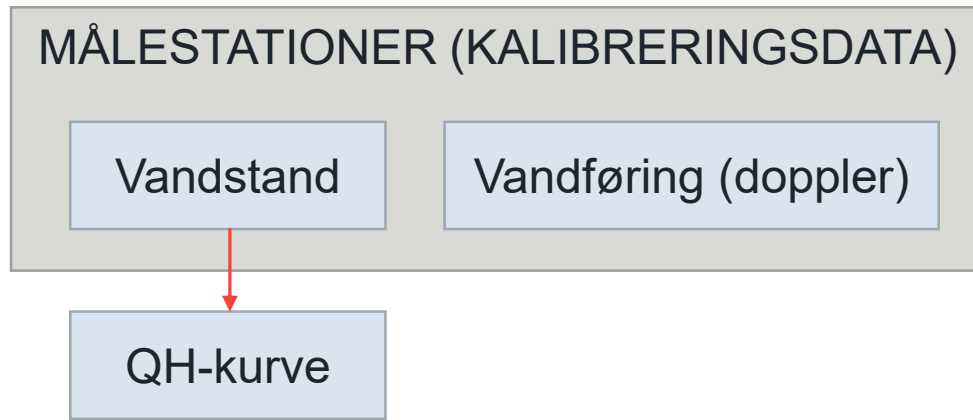 MÅLESTATIONER (KALIBRERINGSDATA)
Vandstand
Vandføring (doppler)
QH-kurve